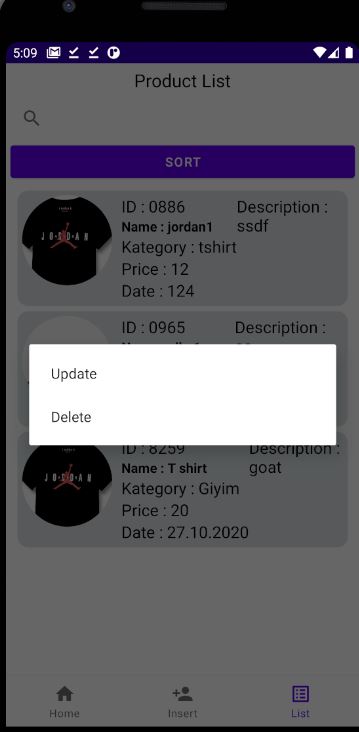 5:09
Product List
SORT
JORDAN
ID : 0886
Description :
ssdf
Name : jordan1
Kategory : tshirt
Price : 12
Date : 124
ID : 0965
Description :
Update
Delete
JORDAN
ID : 8259
Description :
goat
Name : T shirt
Kategory : Giyim
Price : 20
Date : 27.10.2020
Home
Insert
List